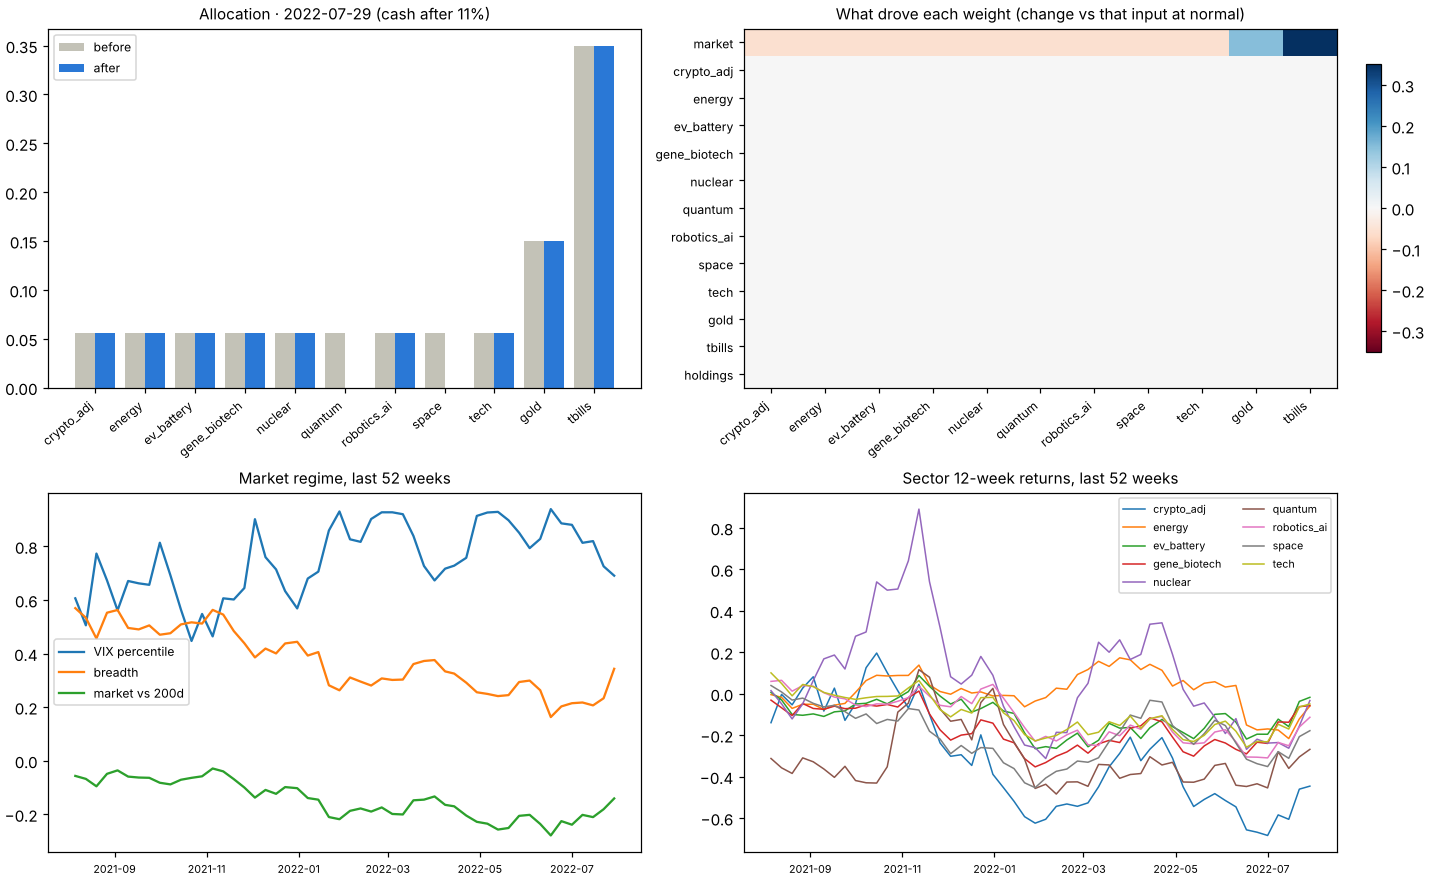 Allocation · 2022-07-29 (cash after 11%)
before
after
0.35
0.30
0.25
0.20
0.15
0.10
0.05
0.00
crypto_adj
energy
ev_battery
gene_biotech
nuclear
quantum
robotics_ai
space
tech
gold
tbills
What drove each weight (change vs that input at normal)
market
crypto_adj
energy
ev_battery
gene_biotech
nuclear
quantum
robotics_ai
space
tech
gold
tbills
holdings
crypto_adj
energy
ev_battery
gene_biotech
nuclear
quantum
robotics_ai
space
tech
gold
tbills
0.3
0.2
0.1
0.0
−0.1
−0.2
−0.3
Market regime, last 52 weeks
0.8
0.6
0.4
0.2
0.0
−0.2
VIX percentile
breadth
market vs 200d
2021-09
2021-11
2022-01
2022-03
2022-05
2022-07
Sector 12-week returns, last 52 weeks
crypto_adj
energy
ev_battery
gene_biotech
nuclear
quantum
robotics_ai
space
tech
0.8
0.6
0.4
0.2
0.0
−0.2
−0.4
−0.6
2021-09
2021-11
2022-01
2022-03
2022-05
2022-07